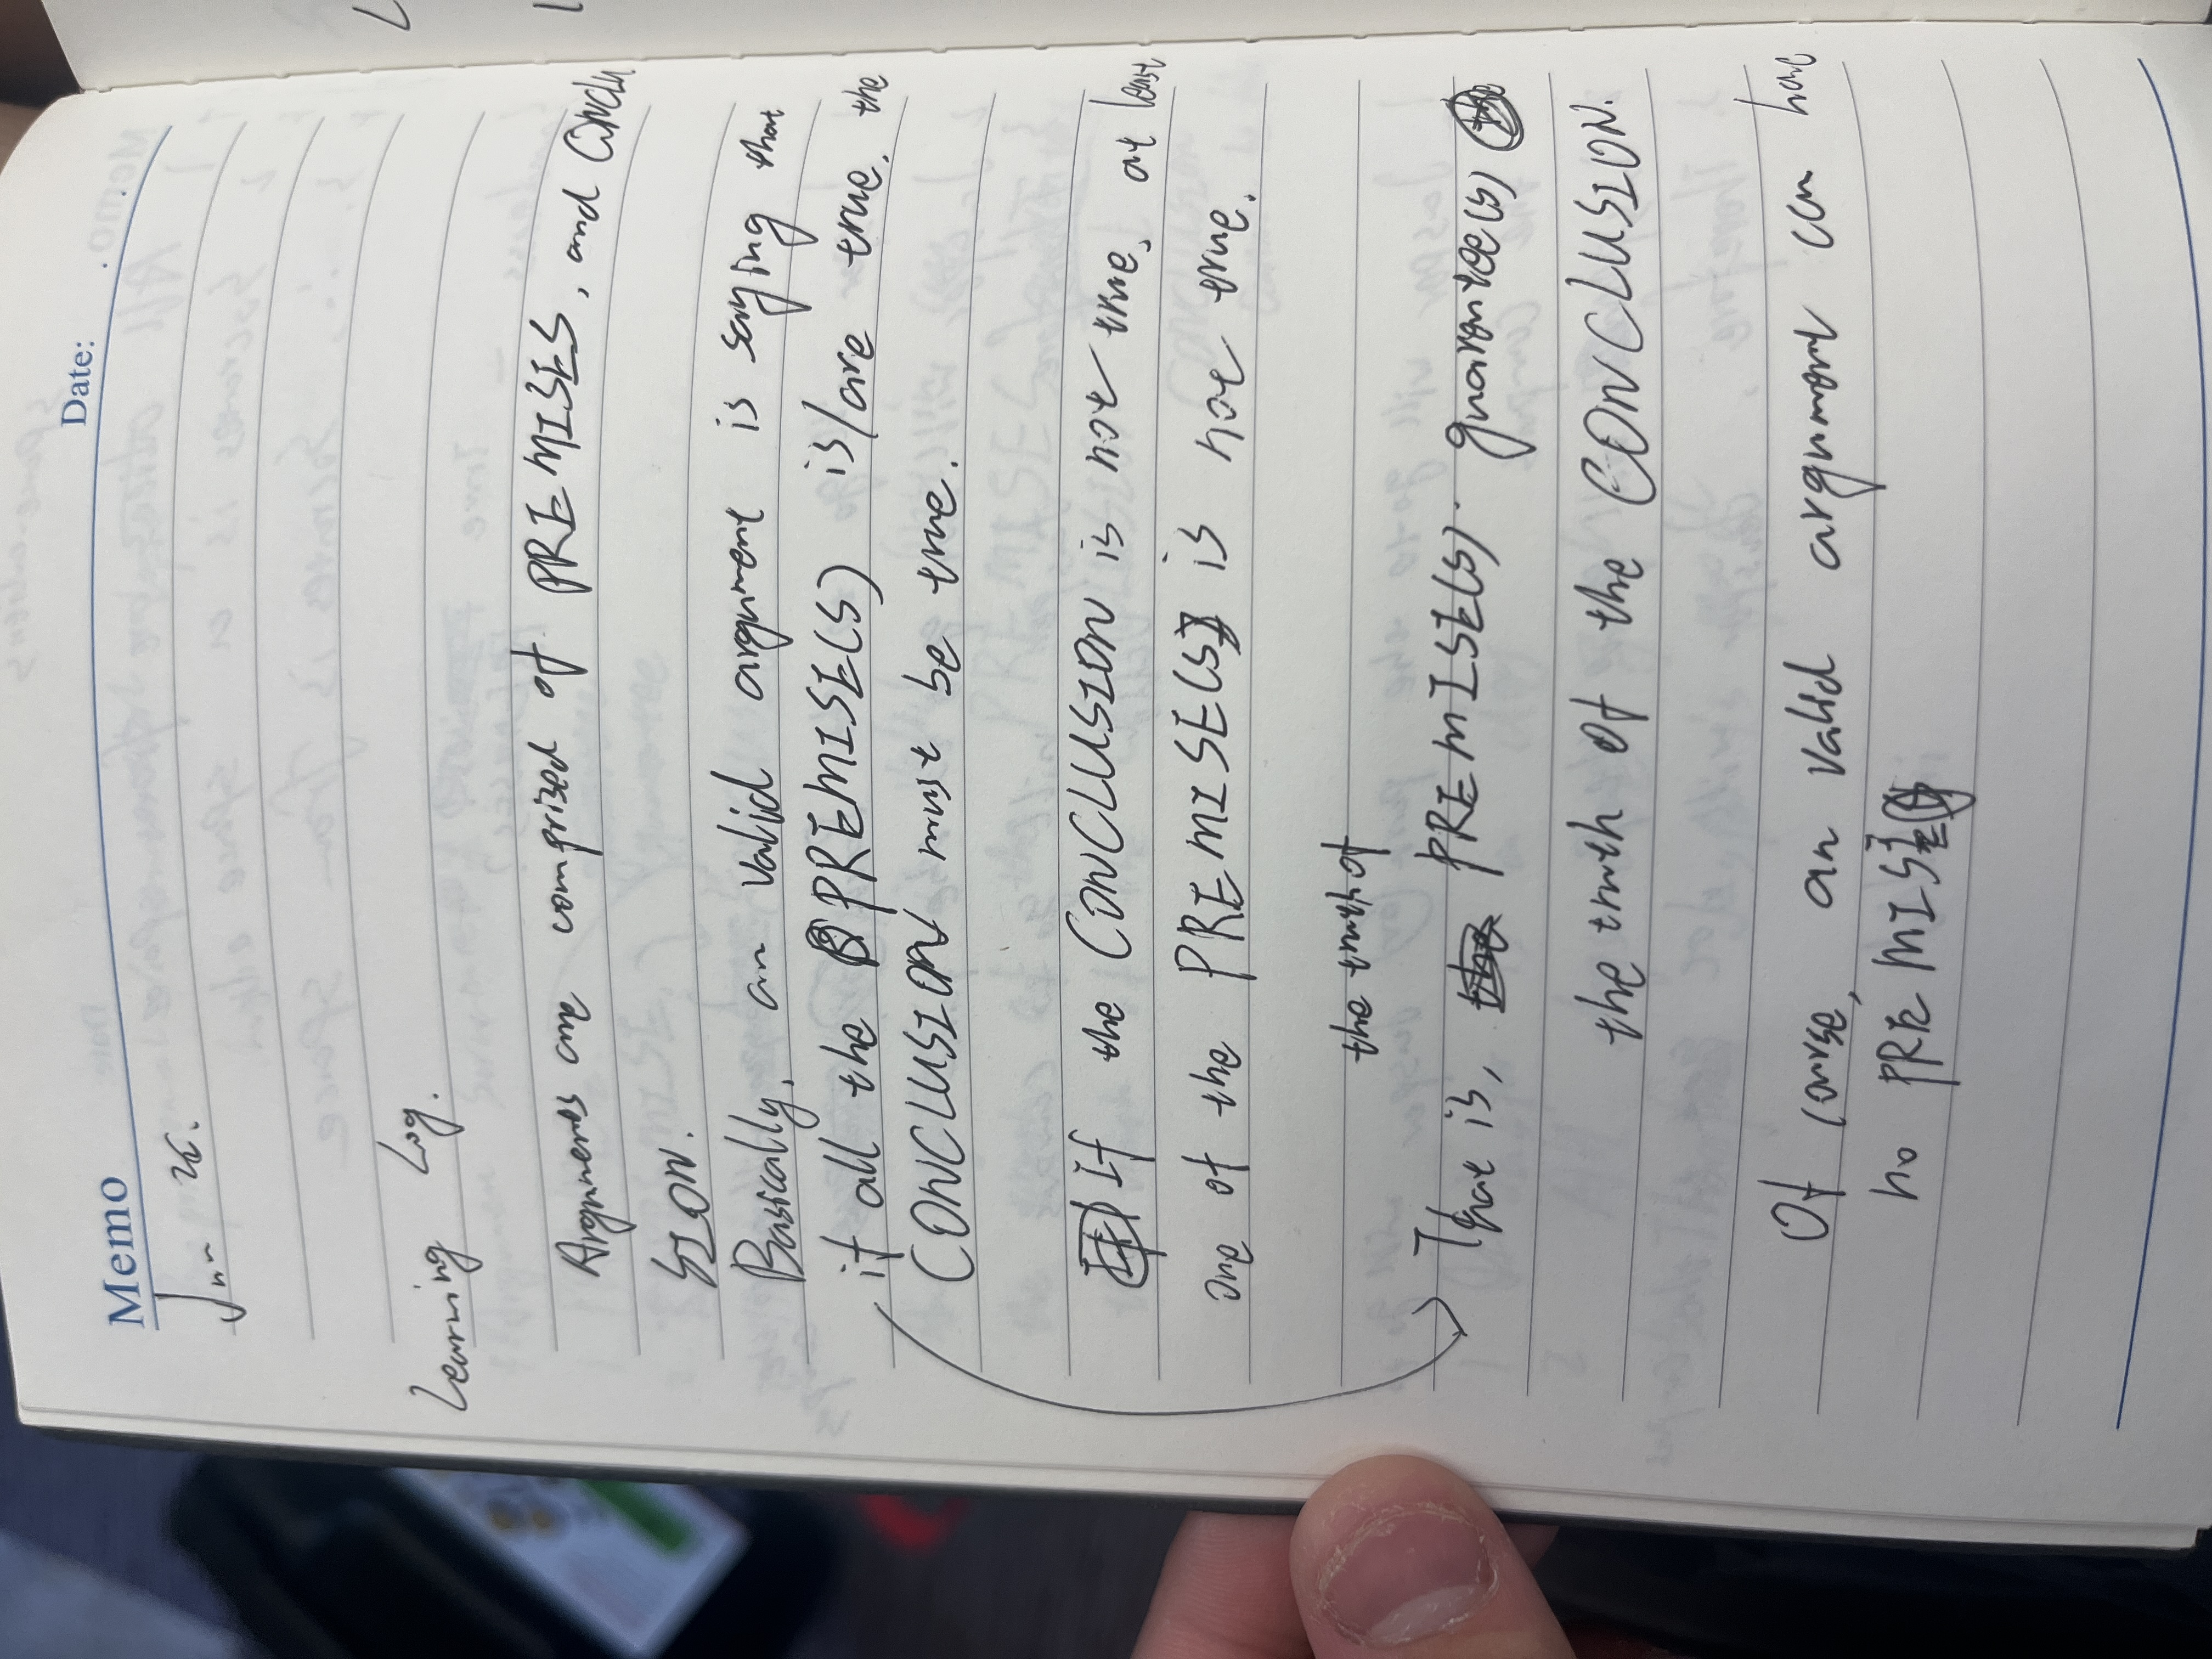 Memo
Date:
Jun 26.
Learning Log.
Arguments are comprised of PREMISES, and CONCLU
SION.
Basically, an valid argument is saying that
if all the PREMISE(S) is/are true, the
CONCLUSION must be true.
If the CONCLUSION is not true, at least
one of the PREMISE(S) is not true.
the truth of
That is, PREMISE(S) guarantee(s)
the truth of the CONCLUSION.
Of course, an valid argument can have
no PREMISE